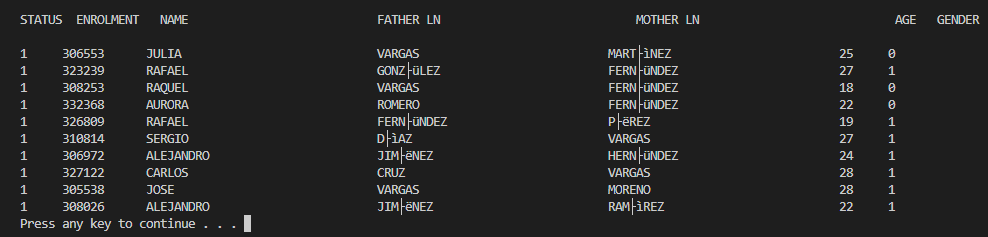 STATUS ENROLMENT NAME FATHER LN MOTHER LN AGE GENDER
1 306553 JULIA VARGAS MART├ìNEZ 25 0
1 323239 RAFAEL GONZ├üLEZ FERN├üNDEZ 27 1
1 308253 RAQUEL VARGAS FERN├üNDEZ 18 0
1 332368 AURORA ROMERO FERN├üNDEZ 22 0
1 326809 RAFAEL FERN├üNDEZ P├ëREZ 19 1
1 310814 SERGIO D├ìAZ VARGAS 27 1
1 306972 ALEJANDRO JIM├ëNEZ HERN├üNDEZ 24 1
1 327122 CARLOS CRUZ VARGAS 28 1
1 305538 JOSE VARGAS MORENO 28 1
1 308026 ALEJANDRO JIM├ëNEZ RAM├ìREZ 22 1
Press any key to continue . . .